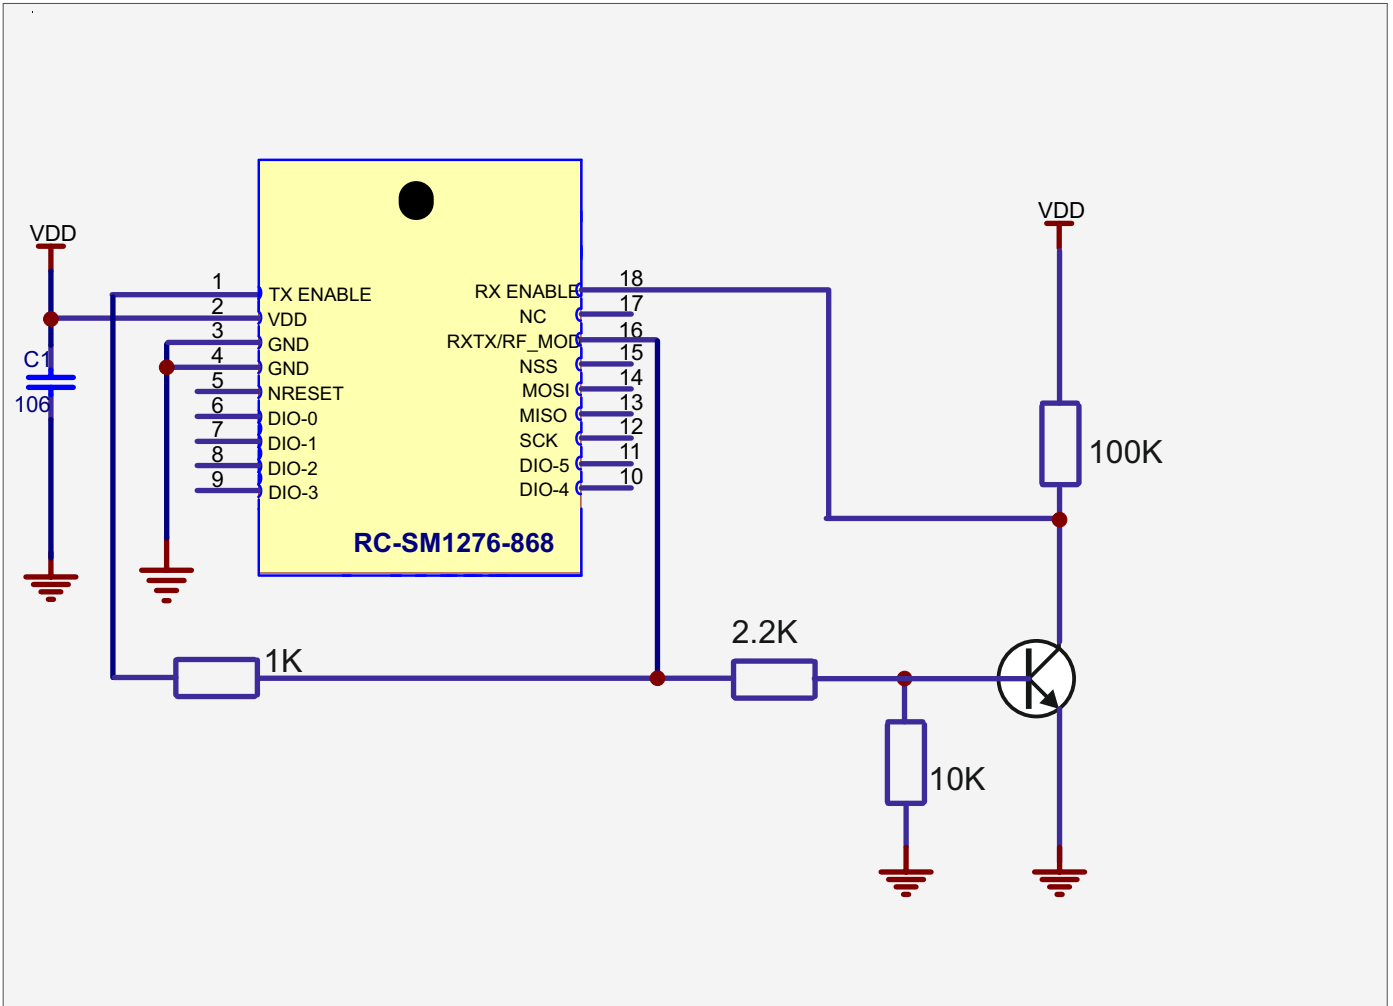 VDD
VDD
1
TX ENABLE
2
VDD
3
GND
4
GND
5
NRESET
6
DIO-0
7
DIO-1
8
DIO-2
9
DIO-3
RX ENABLE
18
NC
17
RXTX/RF_MOD
16
NSS
15
MOSI
14
MISO
13
SCK
12
DIO-5
11
DIO-4
10
C1
106
RC-SM1276-868
100K
1K
2.2K
10K